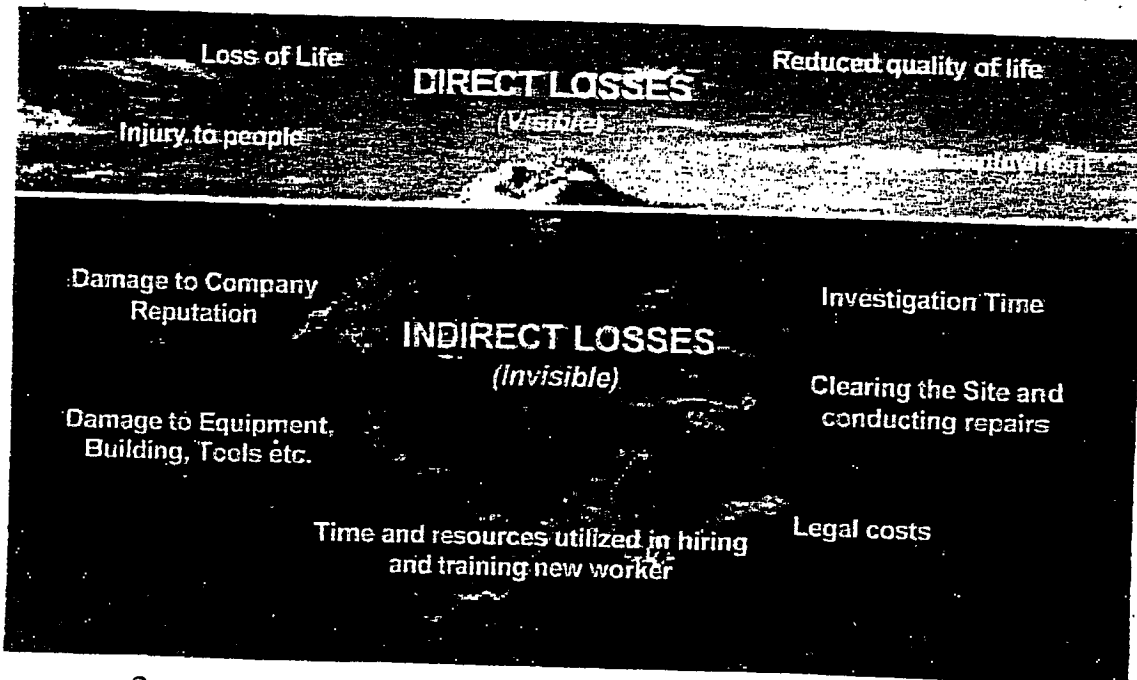 Loss of Life
DIRECT LOSSES
(Visible)
Reduced quality of life
Injury to people
Damage to Company
Reputation
INDIRECT LOSSES
(Invisible)
Investigation Time
Damage to Equipment,
Building, Tools etc.
Clearing the Site and
conducting repairs
Time and resources utilized in hiring
and training new worker
Legal costs